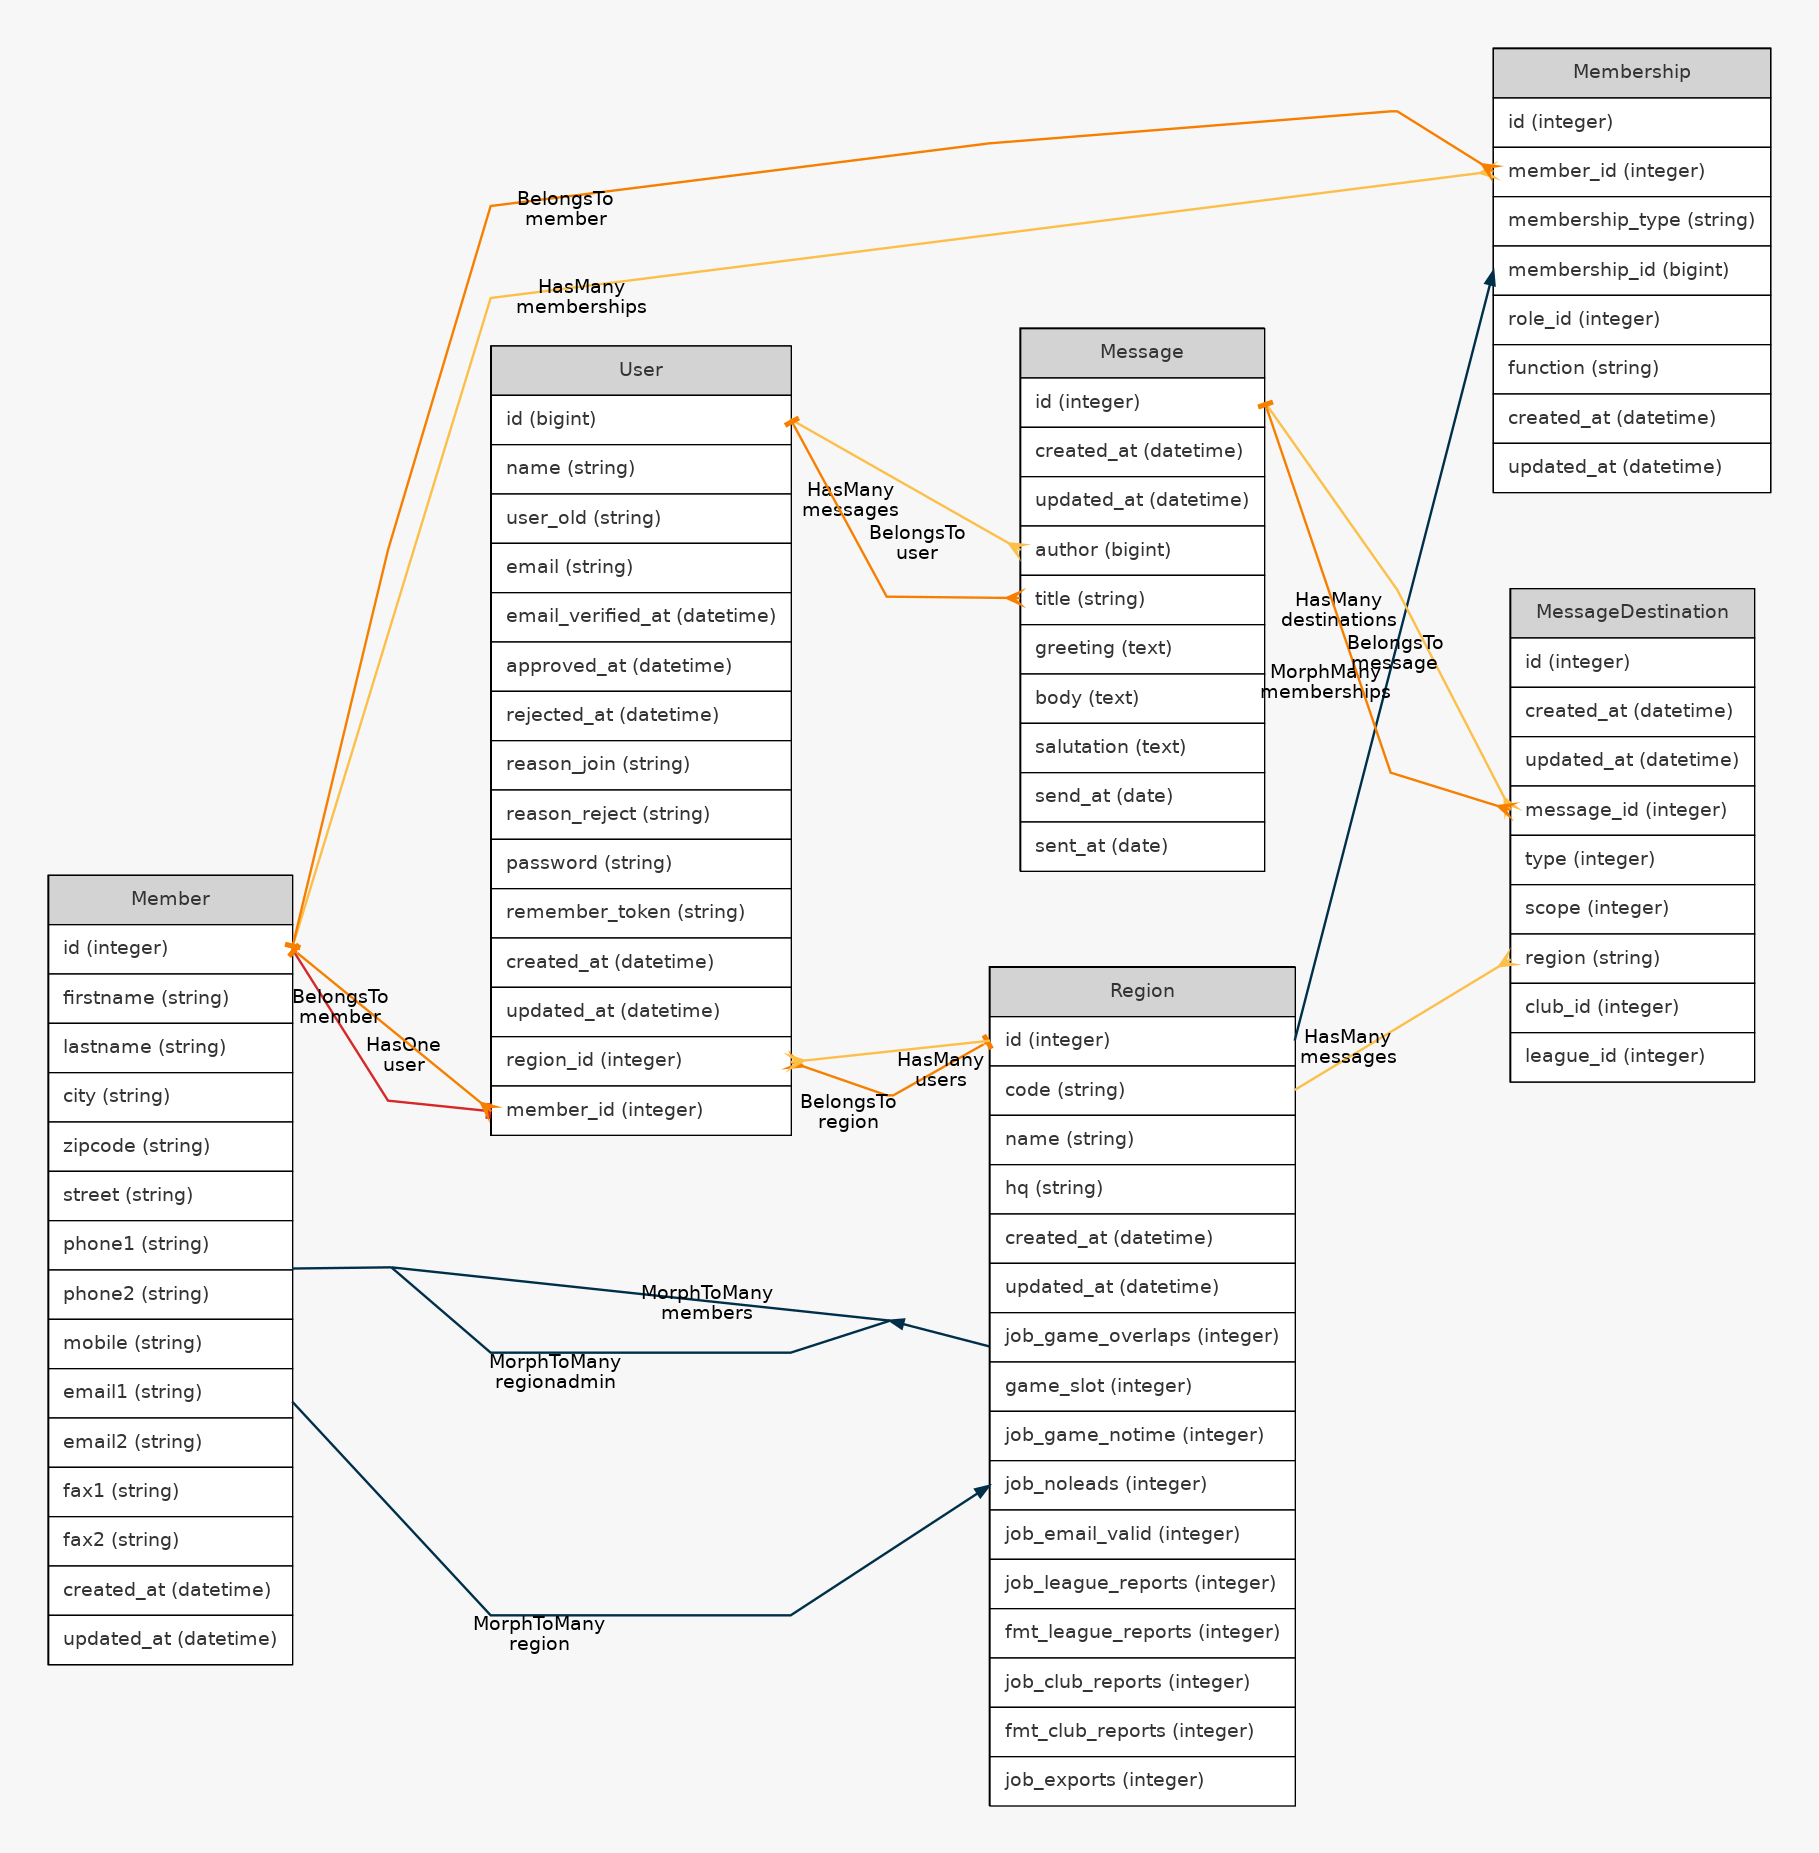 Membership
id (integer)
member_id (integer)
membership_type (string)
membership_id (bigint)
role_id (integer)
function (string)
created_at (datetime)
updated_at (datetime)
BelongsTo
member
HasMany
memberships
User
id (bigint)
name (string)
user_old (string)
email (string)
email_verified_at (datetime)
approved_at (datetime)
rejected_at (datetime)
reason_join (string)
reason_reject (string)
password (string)
remember_token (string)
created_at (datetime)
updated_at (datetime)
region_id (integer)
member_id (integer)
HasMany
messages
BelongsTo
user
Message
id (integer)
created_at (datetime)
updated_at (datetime)
author (bigint)
title (string)
greeting (text)
body (text)
salutation (text)
send_at (date)
sent_at (date)
HasMany
destinations
BelongsTo
message
MorphMany
memberships
MessageDestination
id (integer)
created_at (datetime)
updated_at (datetime)
message_id (integer)
type (integer)
scope (integer)
region (string)
club_id (integer)
league_id (integer)
Member
id (integer)
firstname (string)
lastname (string)
city (string)
zipcode (string)
street (string)
phone1 (string)
phone2 (string)
mobile (string)
email1 (string)
email2 (string)
fax1 (string)
fax2 (string)
created_at (datetime)
updated_at (datetime)
BelongsTo
member
HasOne
user
HasMany
users
BelongsTo
region
HasMany
messages
Region
id (integer)
code (string)
name (string)
hq (string)
created_at (datetime)
updated_at (datetime)
job_game_overlaps (integer)
game_slot (integer)
job_game_notime (integer)
job_noleads (integer)
job_email_valid (integer)
job_league_reports (integer)
fmt_league_reports (integer)
job_club_reports (integer)
fmt_club_reports (integer)
job_exports (integer)
MorphToMany
members
MorphToMany
regionadmin
MorphToMany
region